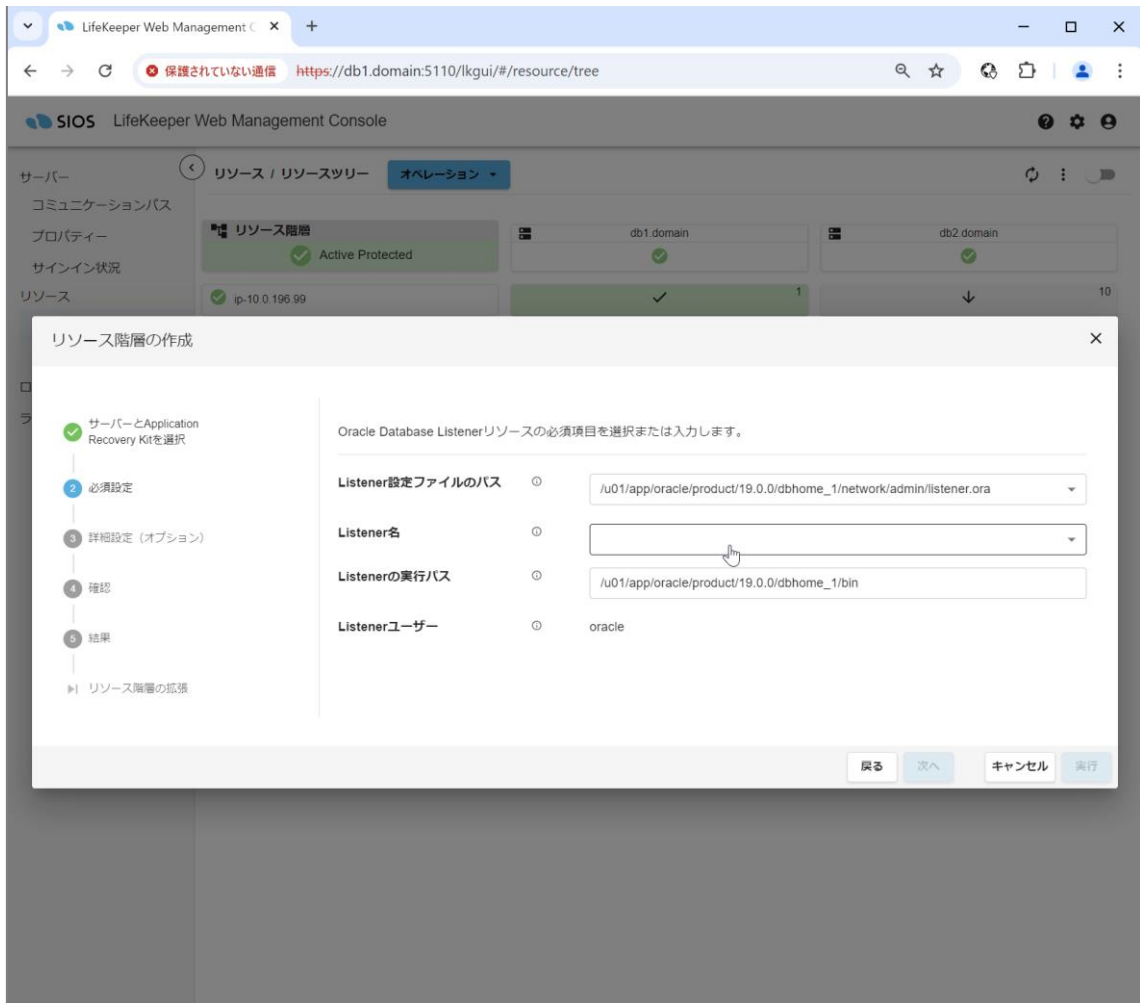 LifeKeeper Web Management C
保護されていない通信 https://db1.domain:5110/lkgui/#/resource/tree
SIOS LifeKeeper Web Management Console
サーバー
コミュニケーションパス
プロパティー
サインイン状況
リソース
リソース / リソースツリー オペレーション
リソース階層 db1.domain db2.domain
Active Protected
ip-10.0.196.99 1 10
ロ
ラ
リソース階層の作成
サーバーとApplication
Recovery Kitを選択
2 必須設定
3 詳細設定(オプション)
4 確認
5 結果
リソース階層の拡張
Oracle Database Listenerリソースの必須項目を選択または入力します。
Listener設定ファイルのパス /u01/app/oracle/product/19.0.0/dbhome_1/network/admin/listener.ora
Listener名
Listenerの実行パス /u01/app/oracle/product/19.0.0/dbhome_1/bin
Listenerユーザー oracle
戻る 次へ キャンセル 実行